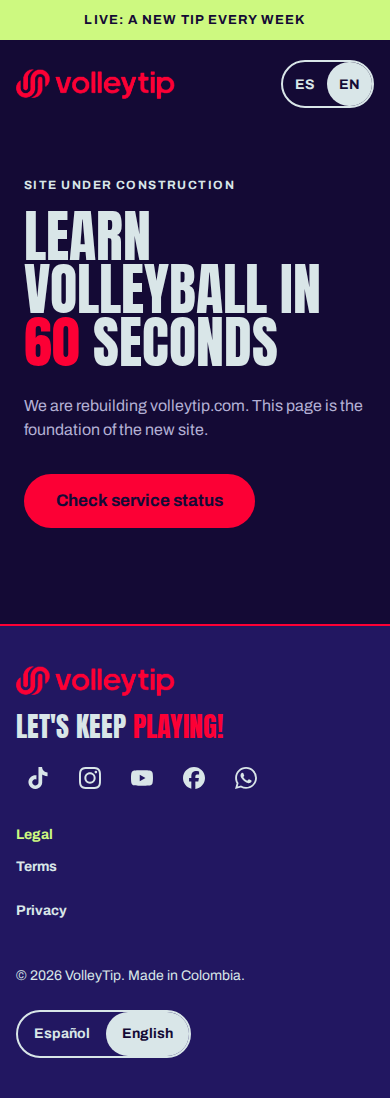 LIVE: A NEW TIP EVERY WEEK
volleytip
ES EN
SITE UNDER CONSTRUCTION
LEARN
VOLLEYBALL IN
60 SECONDS
We are rebuilding volleytip.com. This page is the
foundation of the new site.
Check service status
volleytip
LET'S KEEP PLAYING!
Legal
Terms
Privacy
© 2026 VolleyTip. Made in Colombia.
Español English